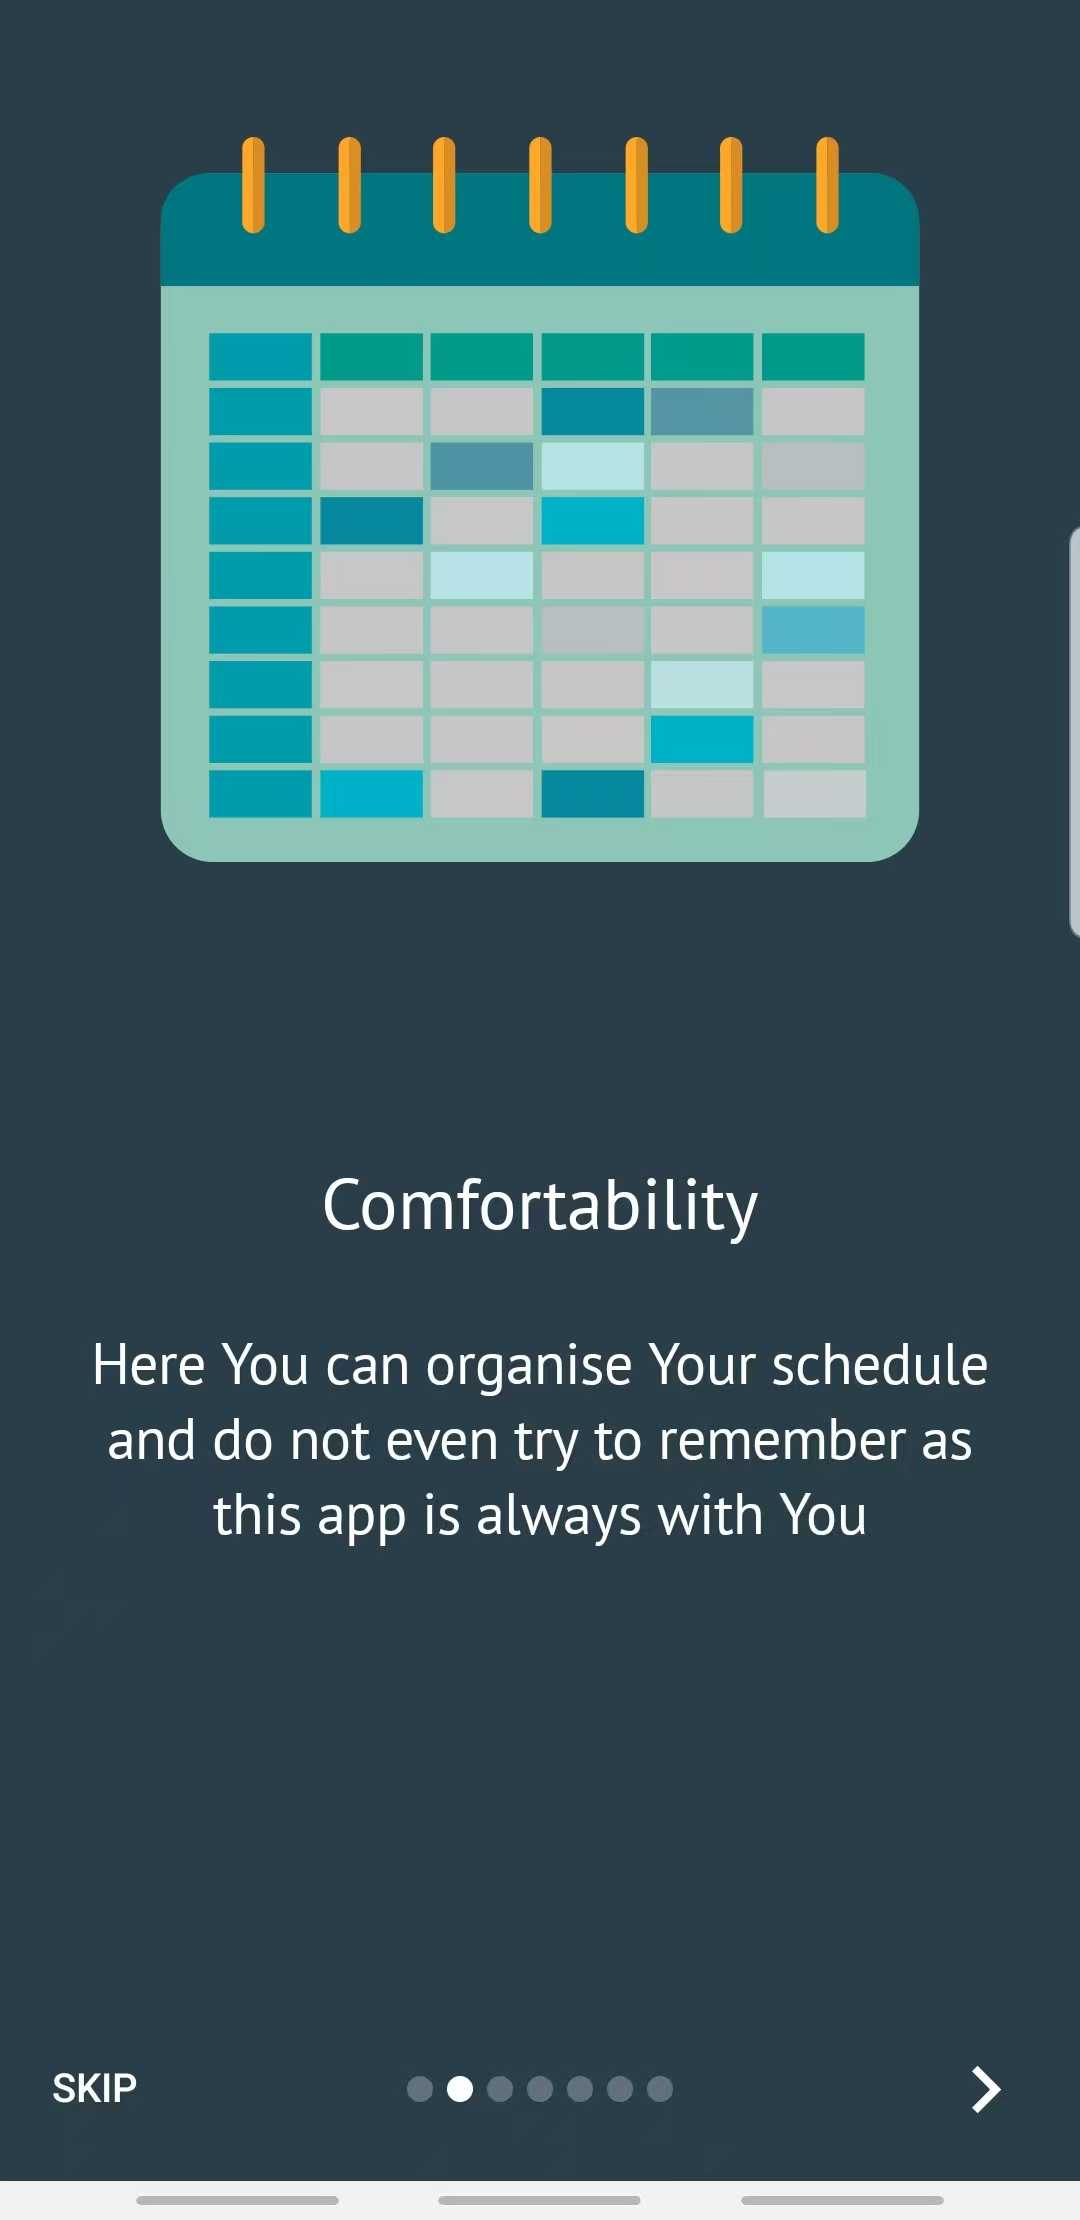 Comfortability
Here You can organise Your schedule
and do not even try to remember as
this app is always with You
SKIP